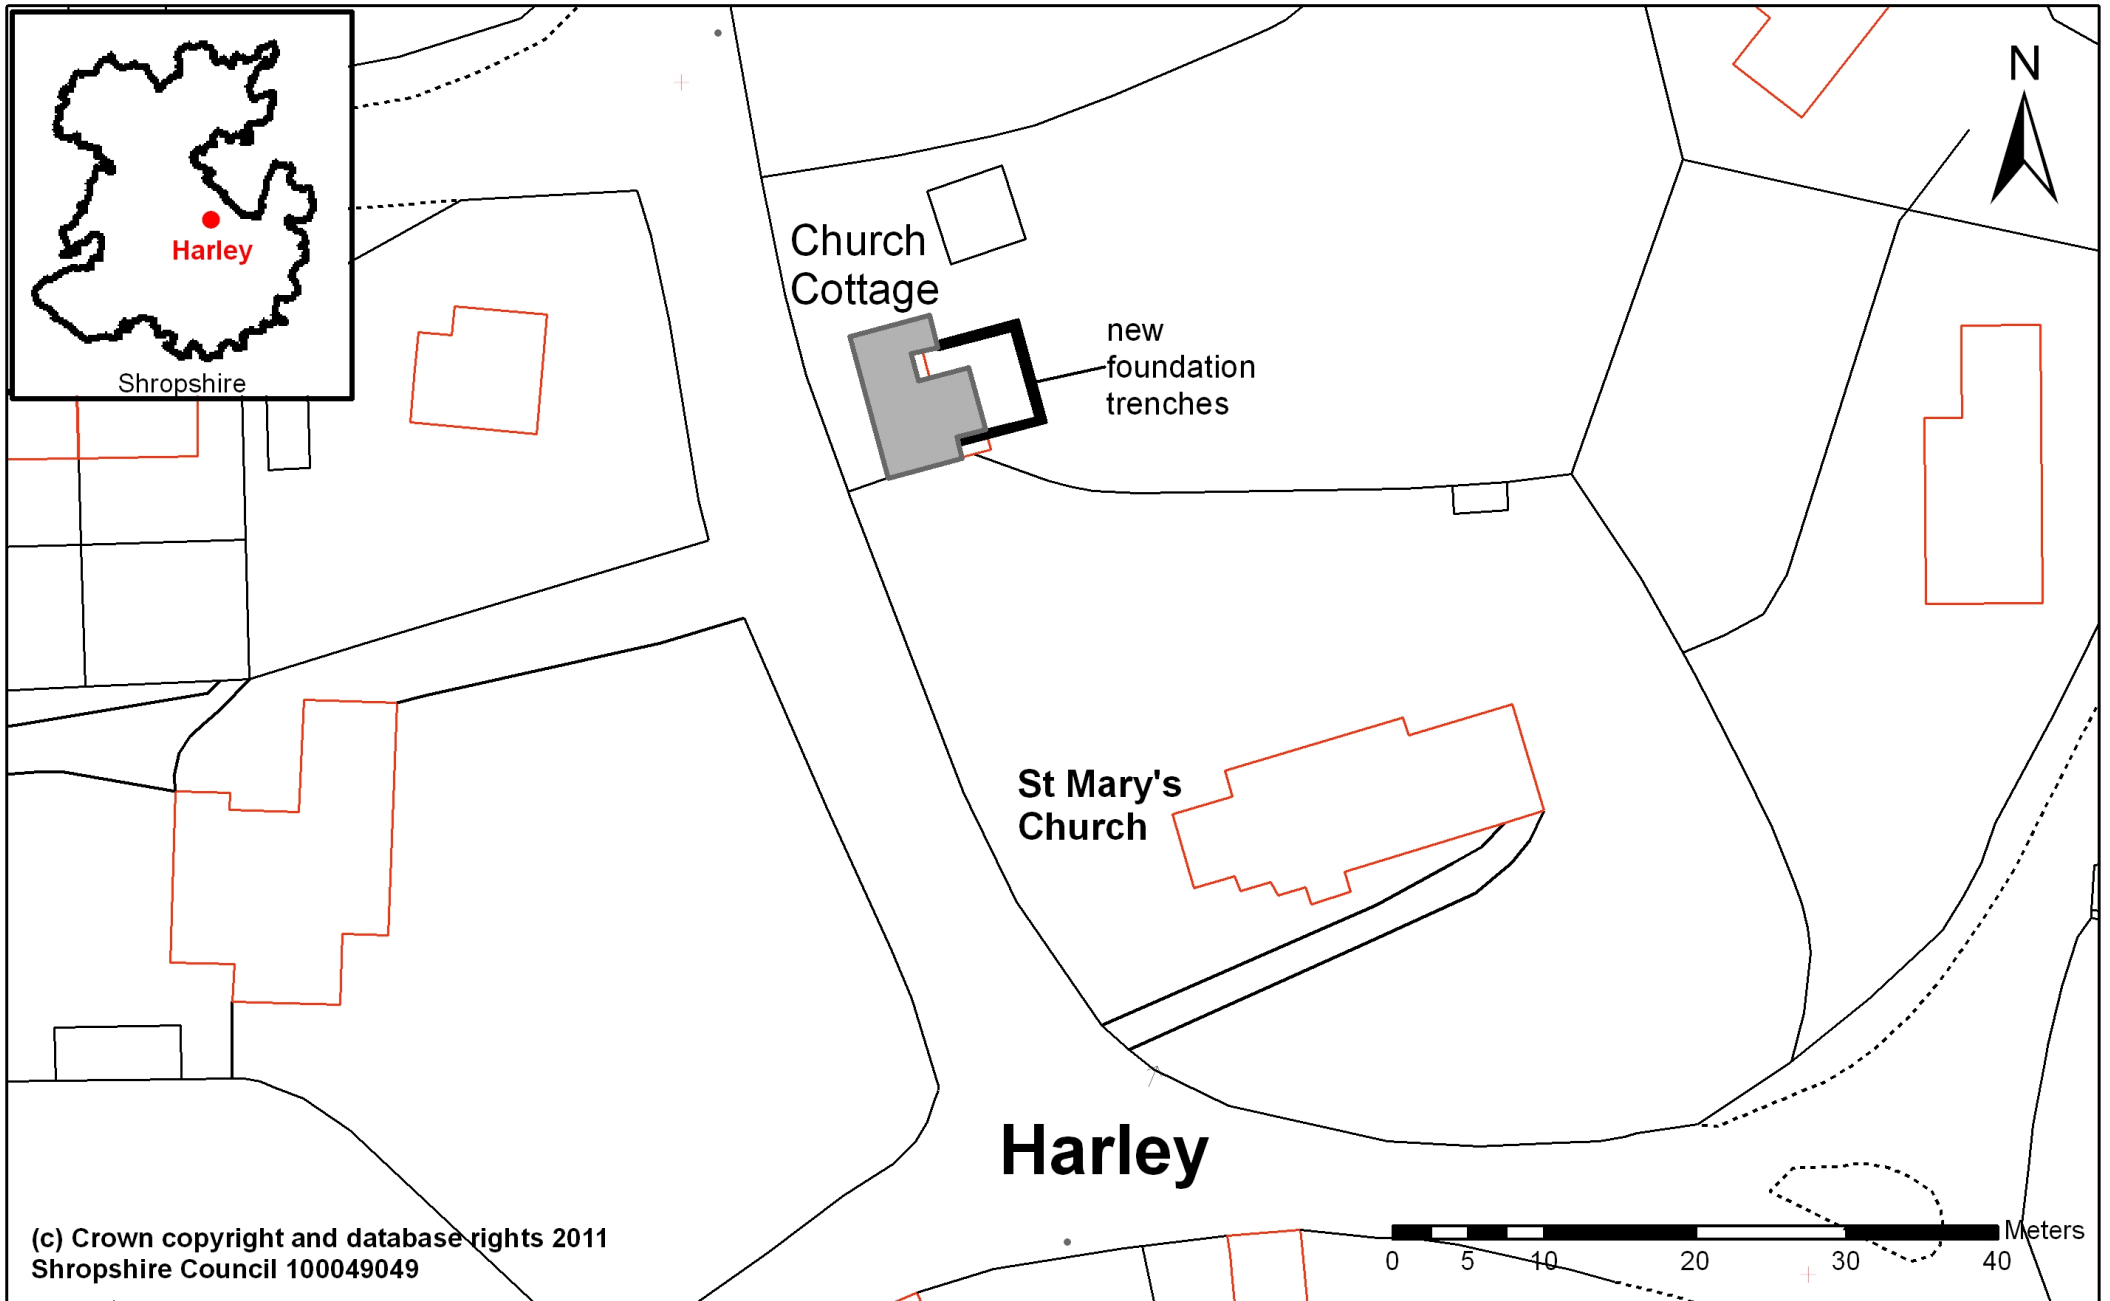 N
Harley
Shropshire
Church
Cottage
new
foundation
trenches
St Mary's
Church
Harley
(c) Crown copyright and database rights 2011
Shropshire Council 100049049
Meters
0 5 10 20 30 40